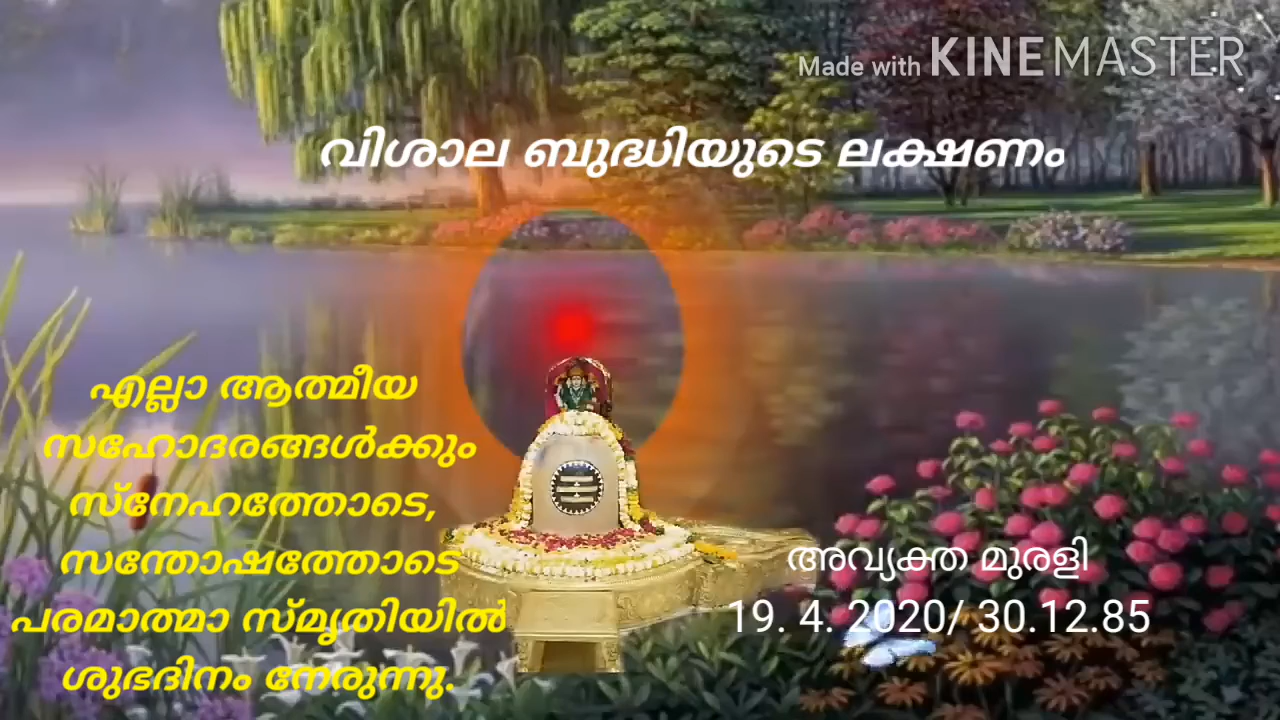 Made with KINEMASTER
വിശാല ബുദ്ധിയുടെ ലക്ഷണം
എല്ലാ ആത്മീയ
സഹോദരങ്ങൾക്കും
സ്നേഹത്തോടെ,
സന്തോഷത്തോടെ
പരമാത്മാ സ്മൃതിയിൽ
ശുഭദിനം നേരുന്നു.
അവ്യക്ത മുരളി
19. 4. 2020/ 30.12.85